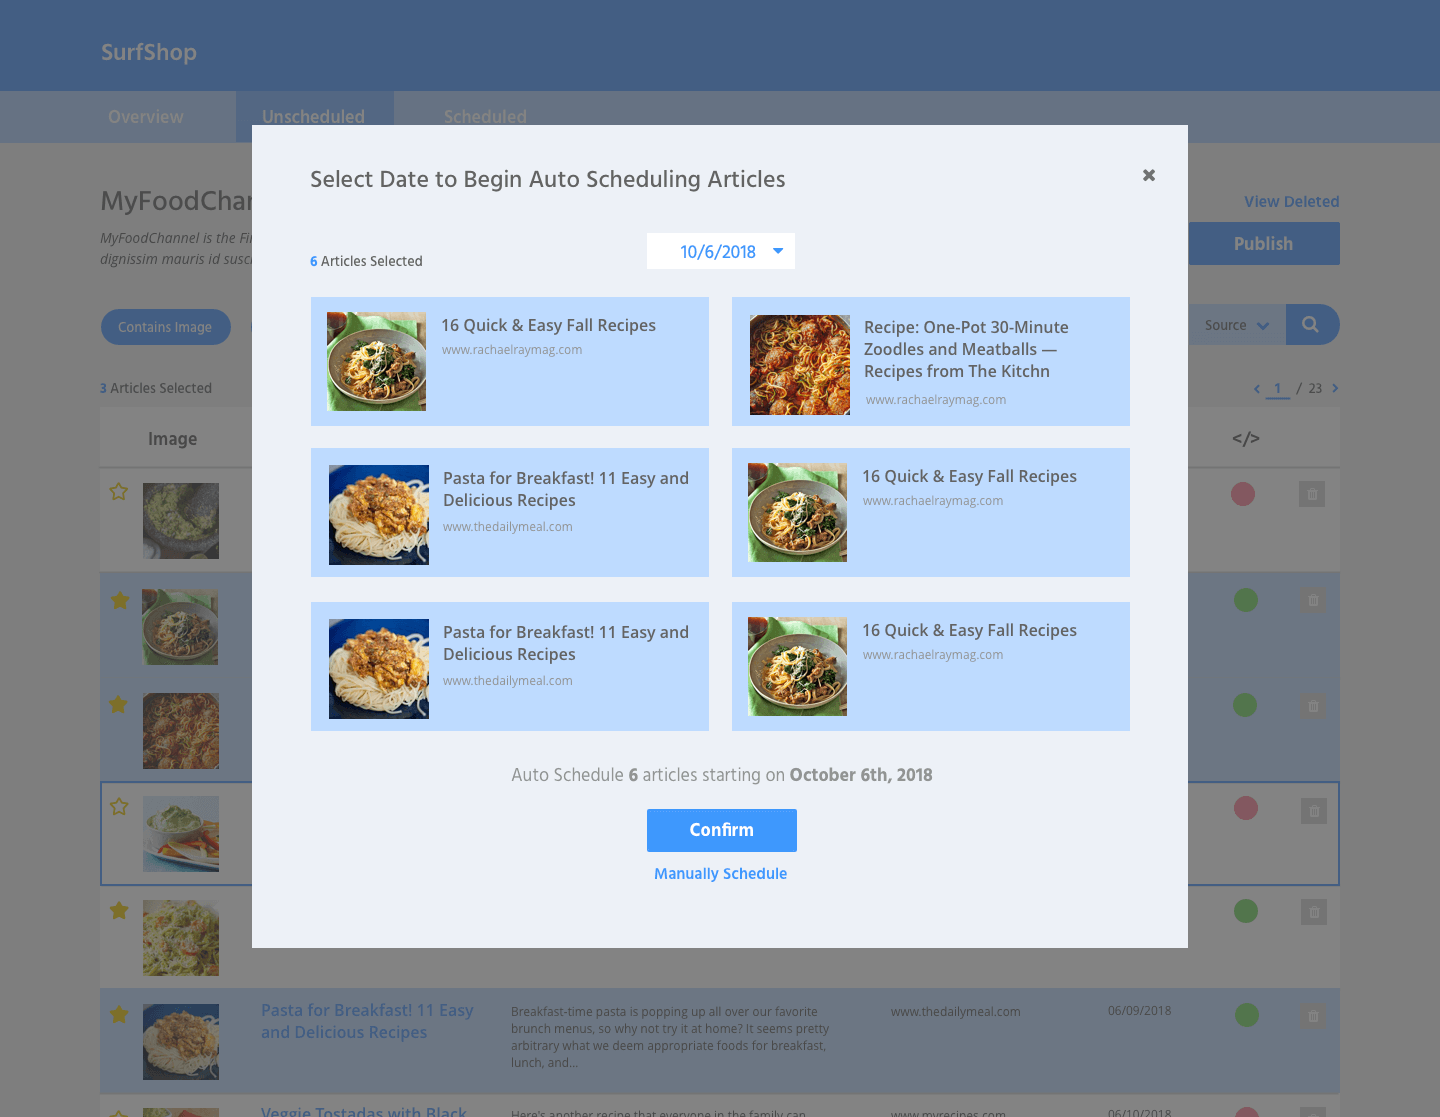 SurfShop
Overview
Unscheduled
Scheduled
MyFoodChan
MyFoodChannel is the Fi
dignissim mauris id susc
View Deleted
Publish
Contains Image
Source
3 Articles Selected
1 / 23
Image
</>
Select Date to Begin Auto Scheduling Articles
6 Articles Selected
10/6/2018
16 Quick & Easy Fall Recipes
www.rachaelraymag.com
Recipe: One-Pot 30-Minute
Zoodles and Meatballs —
Recipes from The Kitchn
www.rachaelraymag.com
Pasta for Breakfast! 11 Easy and
Delicious Recipes
www.thedailymeal.com
16 Quick & Easy Fall Recipes
www.rachaelraymag.com
Pasta for Breakfast! 11 Easy and
Delicious Recipes
www.thedailymeal.com
16 Quick & Easy Fall Recipes
www.rachaelraymag.com
Auto Schedule 6 articles starting on October 6th, 2018
Confirm
Manually Schedule
Pasta for Breakfast! 11 Easy
and Delicious Recipes
Breakfast-time pasta is popping up all over our favorite
brunch menus, so why not try it at home? It seems pretty
arbitrary what we deem appropriate foods for breakfast,
lunch, and...
www.thedailymeal.com
06/09/2018
Veggie Tostadas with Black
Here's another recipe that everyone in the family can
www.myrecipes.com
06/10/2018